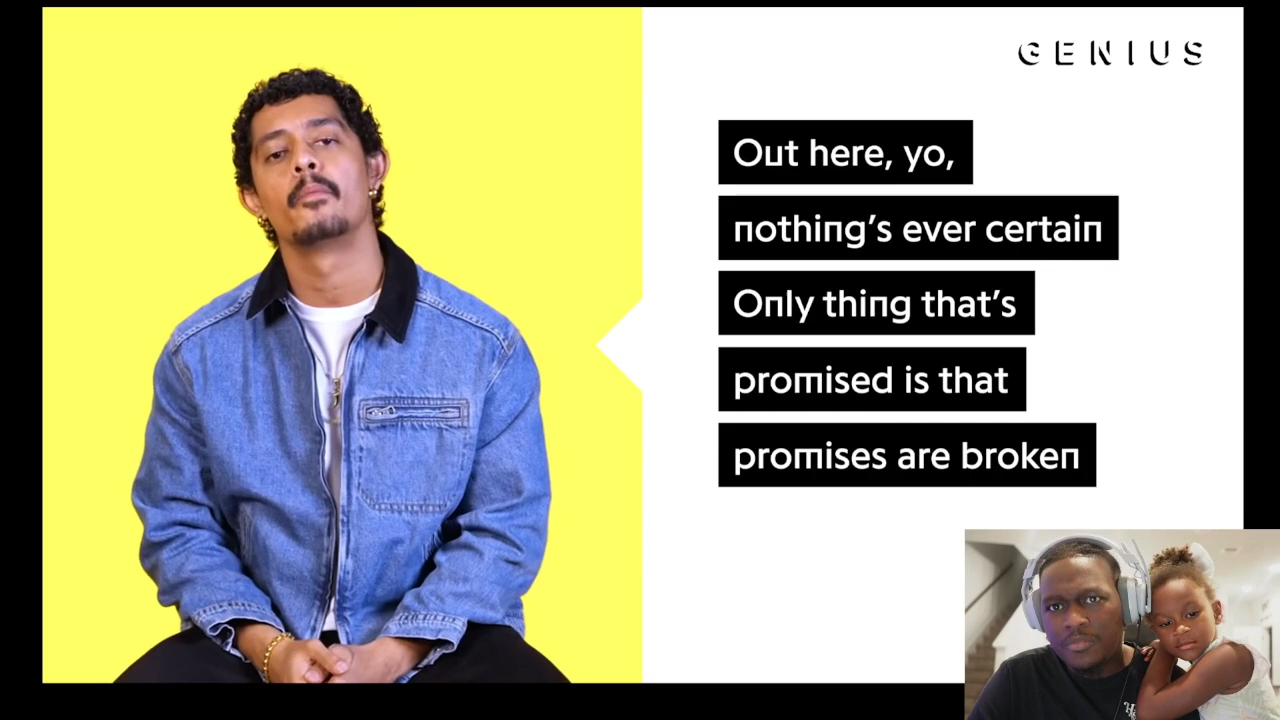 GENIUS
Out here, yo,
nothing's ever certain
Only thing that's
promised is that
promises are broken